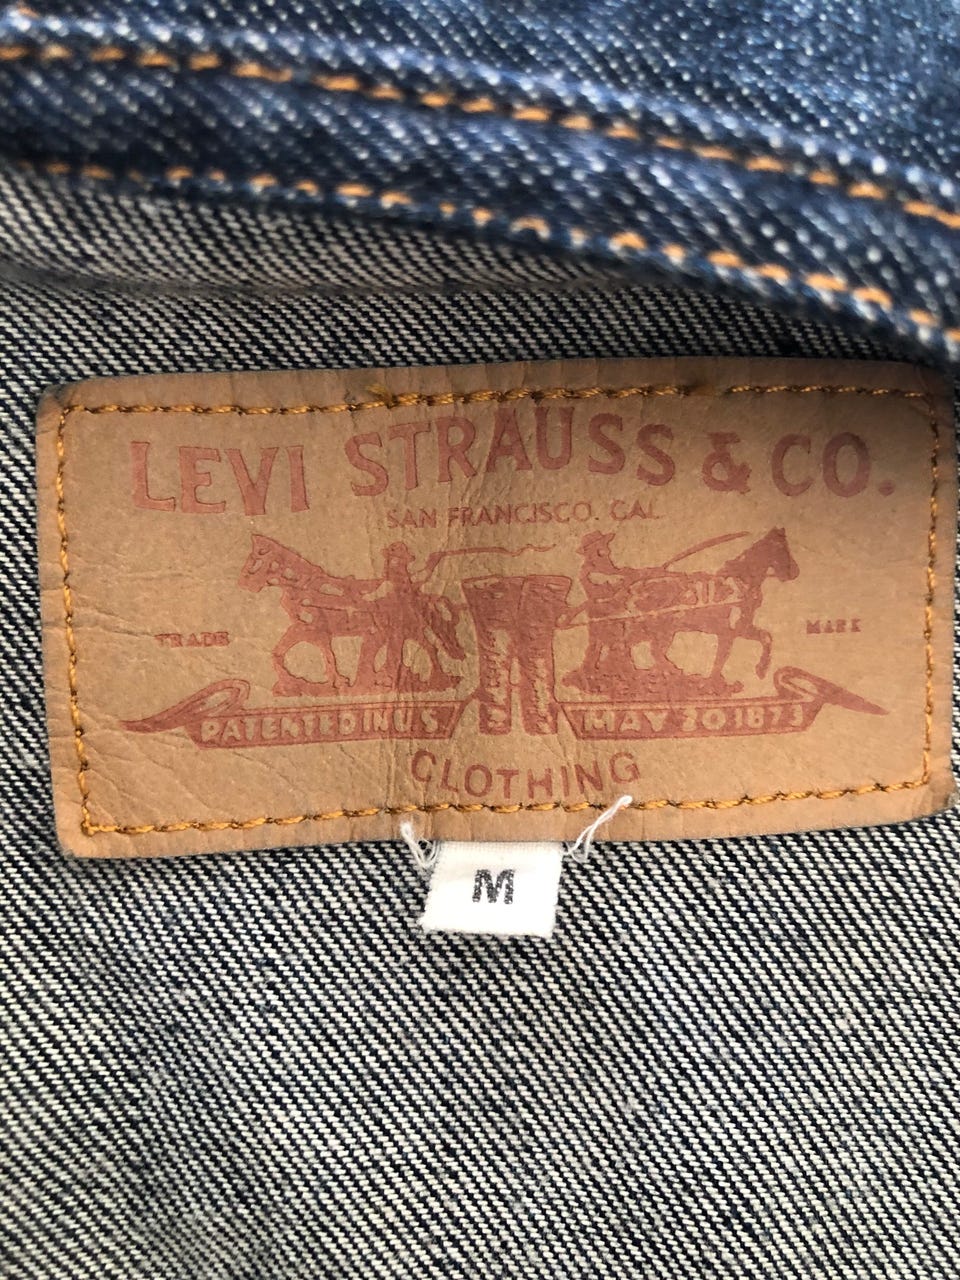 LEVI STRAUSS & CO.
SAN FRANCISCO. CAL
TRADE MARK
PATENTED IN U.S. MAY 20 1873
CLOTHING
M